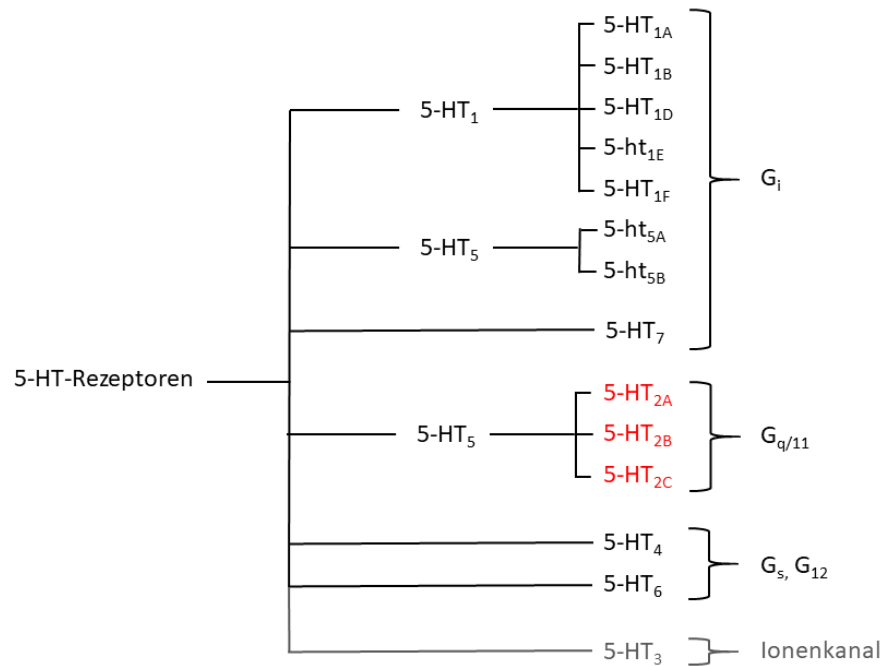 5-HT₁A
5-HT₁B
5-HT₁ 5-HT₁D
5-ht₁E
Gᵢ
5-HT₁F
5-ht₅A
5-HT₅
5-ht₅B
5-HT₇
5-HT-Rezeptoren
5-HT₂A
5-HT₅ 5-HT₂B Gq/11
5-HT₂C
5-HT₄
Gs, G₁₂
5-HT₆
5-HT₃ Ionenkanal